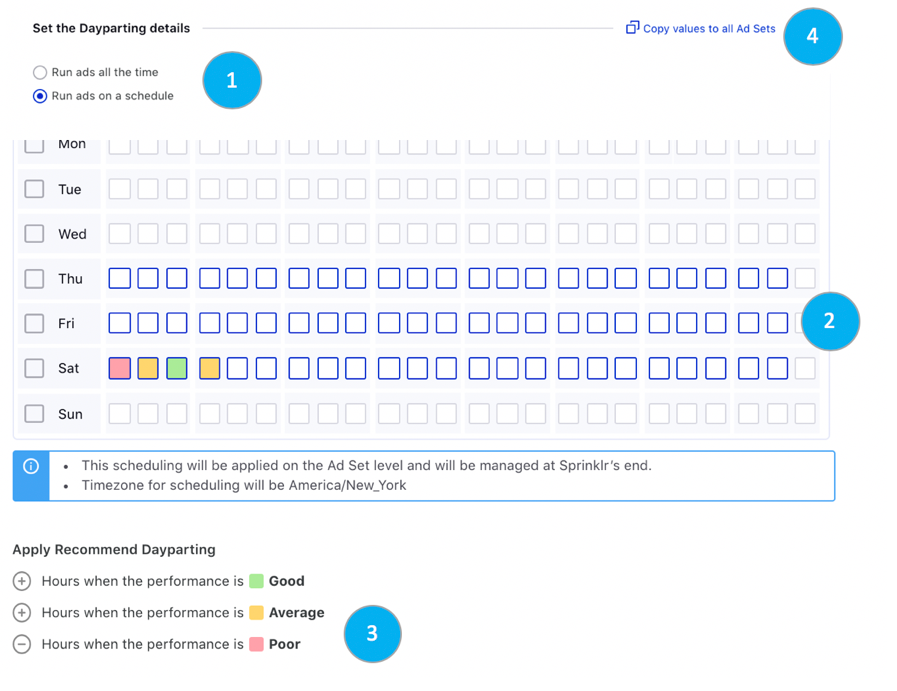 Set the Dayparting details
Copy values to all Ad Sets
4
Run ads all the time
1
Run ads on a schedule
Mon
Tue
Wed
Thu
Fri
2
Sat
Sun
• This scheduling will be applied on the Ad Set level and will be managed at Sprinklr’s end.
• Timezone for scheduling will be America/New_York
Apply Recommend Dayparting
Hours when the performance is Good
Hours when the performance is Average
3
Hours when the performance is Poor